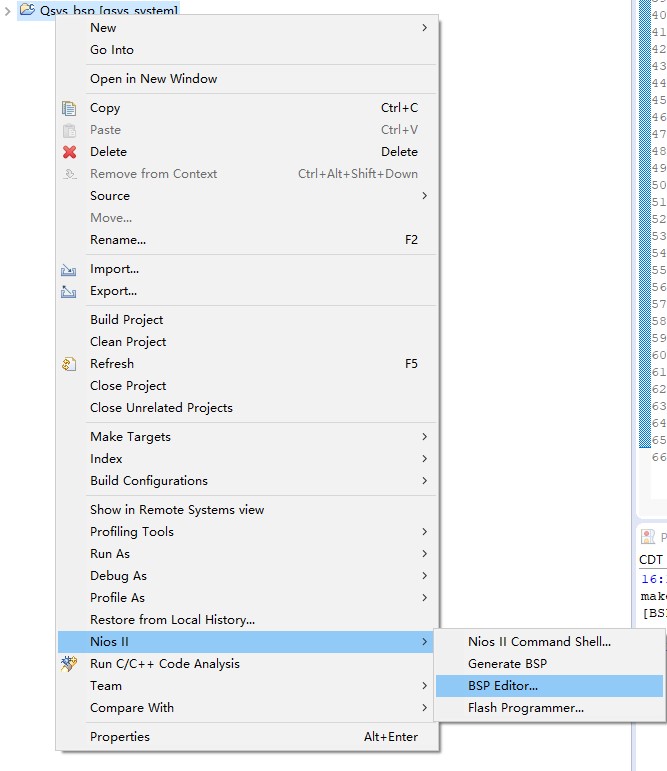 Qsys_bsp [qsys_system]
New
Go Into
Open in New Window
Copy Ctrl+C
Paste Ctrl+V
Delete Delete
Remove from Context Ctrl+Alt+Shift+Down
Source
Move...
Rename... F2
Import...
Export...
Build Project
Clean Project
Refresh F5
Close Project
Close Unrelated Projects
Make Targets
Index
Build Configurations
Show in Remote Systems view
Profiling Tools
Run As
Debug As
Profile As
Restore from Local History...
Nios II
Run C/C++ Code Analysis
Team
Compare With
Properties Alt+Enter
Nios II Command Shell...
Generate BSP
BSP Editor...
Flash Programmer...
40
41
42
43
44
45
46
47
48
49
50
51
52
53
54
55
56
57
58
59
60
61
62
63
64
65
66
P
CDT
16:
make
[BS